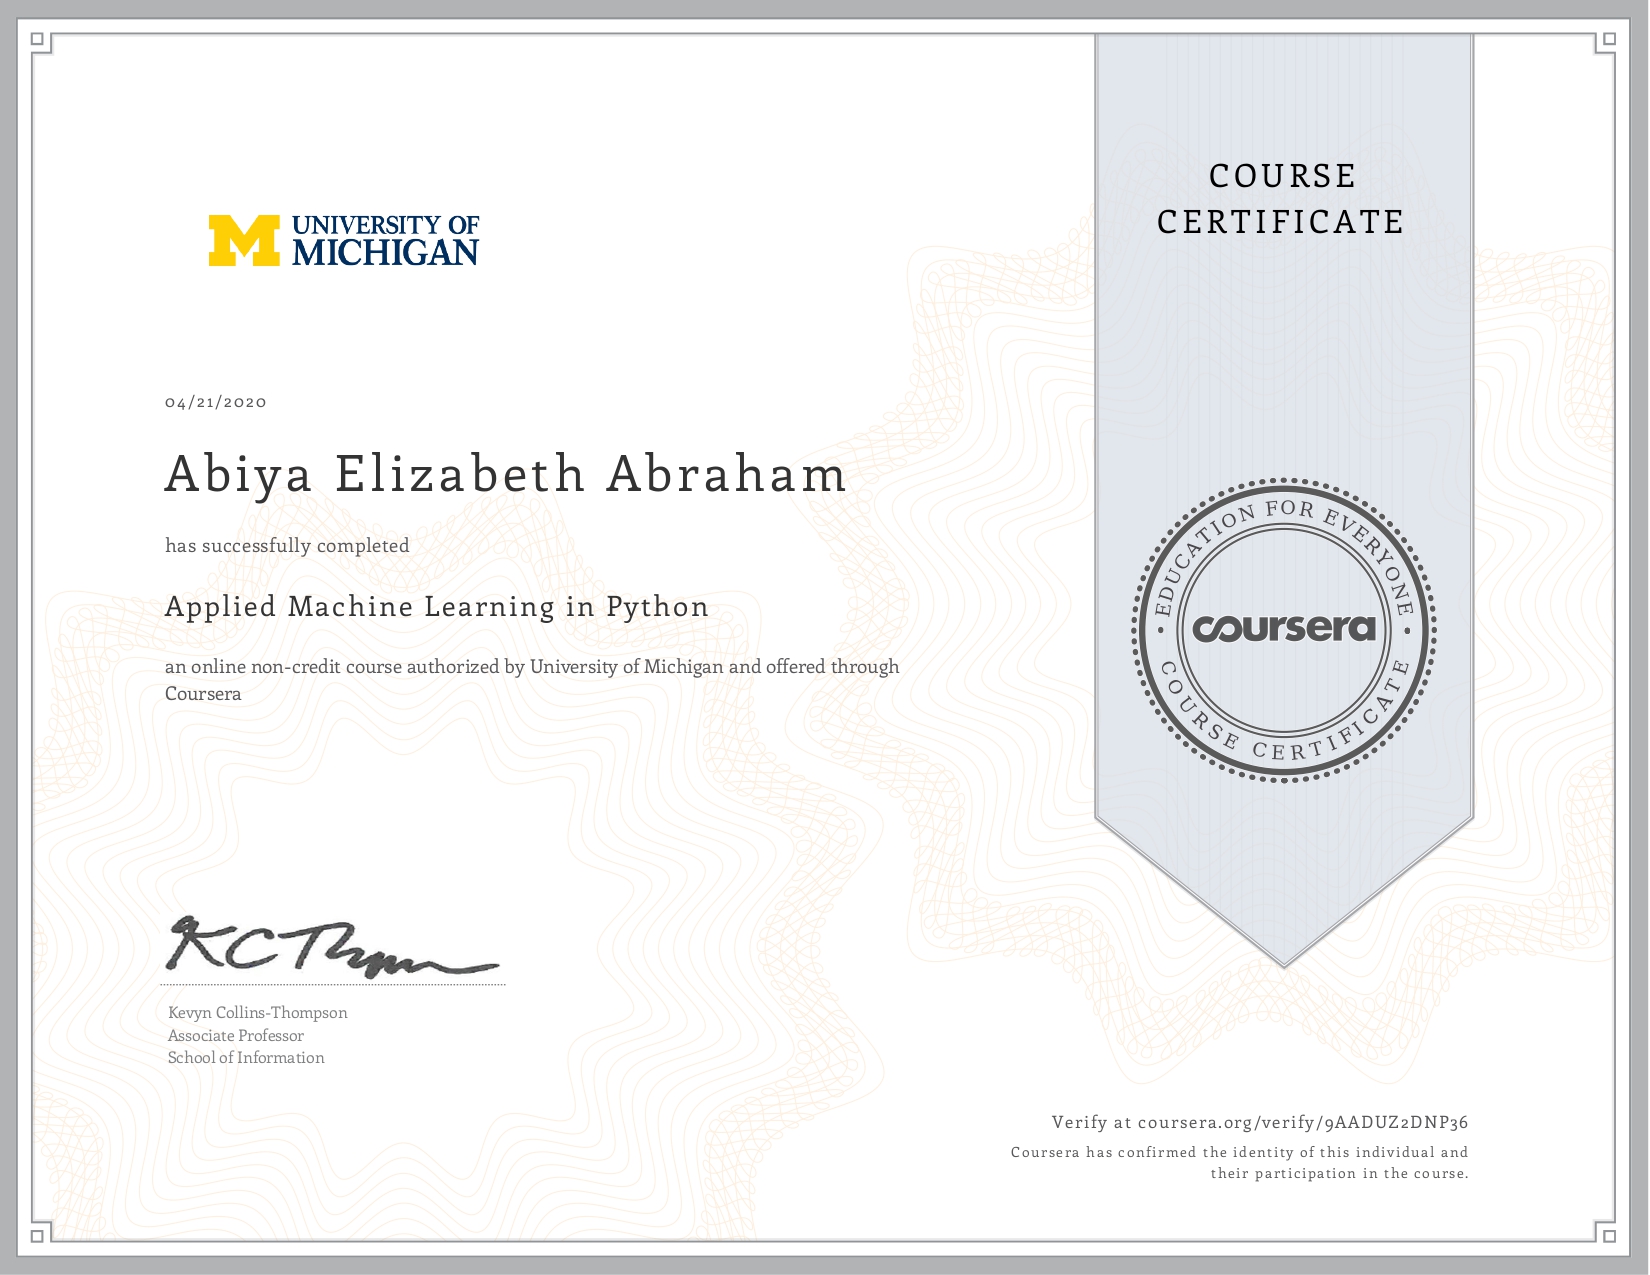 UNIVERSITY OF
MICHIGAN
COURSE
CERTIFICATE
04/21/2020
Abiya Elizabeth Abraham
has successfully completed
Applied Machine Learning in Python
an online non-credit course authorized by University of Michigan and offered through
Coursera
EDUCATION FOR EVERYONE
coursera
COURSE CERTIFICATE
Kevyn Collins-Thompson
Associate Professor
School of Information
Verify at coursera.org/verify/9AADUZ2DNP36
Coursera has confirmed the identity of this individual and
their participation in the course.